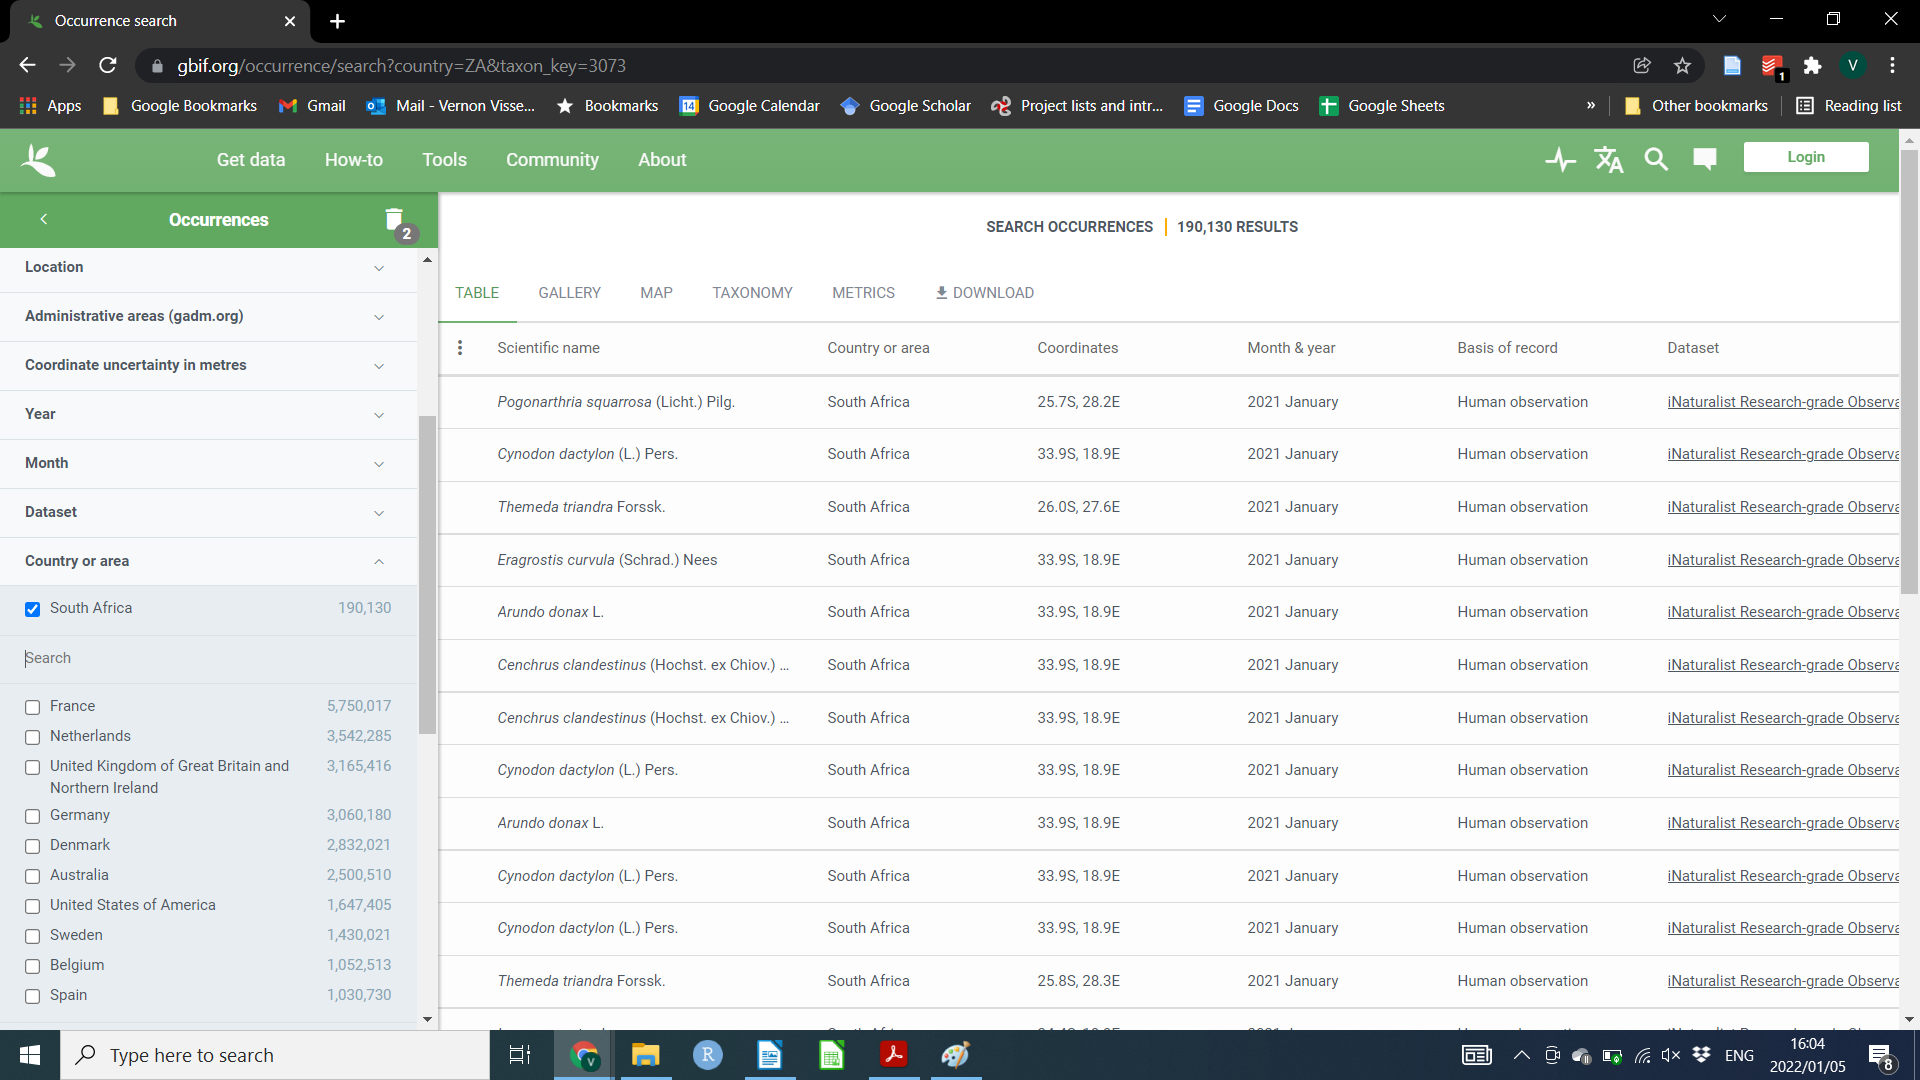 Occurrence search
gbif.org/occurrence/search?country=ZA&taxon_key=3073
1
V
Apps
Google Bookmarks
Gmail
Mail - Vernon Visse...
Bookmarks
14
Google Calendar
Google Scholar
Project lists and intr...
Google Docs
Google Sheets
»
Other bookmarks
Reading list
Get data
How-to
Tools
Community
About
Login
Occurrences
2
Location
Administrative areas (gadm.org)
Coordinate uncertainty in metres
Year
Month
Dataset
Country or area
South Africa 190,130
Search
France 5,750,017
Netherlands 3,542,285
United Kingdom of Great Britain and 3,165,416
Northern Ireland
Germany 3,060,180
Denmark 2,832,021
Australia 2,500,510
United States of America 1,647,405
Sweden 1,430,021
Belgium 1,052,513
Spain 1,030,730
SEARCH OCCURRENCES | 190,130 RESULTS
TABLE GALLERY MAP TAXONOMY METRICS DOWNLOAD
Scientific name Country or area Coordinates Month & year Basis of record Dataset
Pogonarthria squarrosa (Licht.) Pilg. South Africa 25.7S, 28.2E 2021 January Human observation iNaturalist Research-grade Observa
Cynodon dactylon (L.) Pers. South Africa 33.9S, 18.9E 2021 January Human observation iNaturalist Research-grade Observa
Themeda triandra Forssk. South Africa 26.0S, 27.6E 2021 January Human observation iNaturalist Research-grade Observa
Eragrostis curvula (Schrad.) Nees South Africa 33.9S, 18.9E 2021 January Human observation iNaturalist Research-grade Observa
Arundo donax L. South Africa 33.9S, 18.9E 2021 January Human observation iNaturalist Research-grade Observa
Cenchrus clandestinus (Hochst. ex Chiov.) ... South Africa 33.9S, 18.9E 2021 January Human observation iNaturalist Research-grade Observa
Cenchrus clandestinus (Hochst. ex Chiov.) ... South Africa 33.9S, 18.9E 2021 January Human observation iNaturalist Research-grade Observa
Cynodon dactylon (L.) Pers. South Africa 33.9S, 18.9E 2021 January Human observation iNaturalist Research-grade Observa
Arundo donax L. South Africa 33.9S, 18.9E 2021 January Human observation iNaturalist Research-grade Observa
Cynodon dactylon (L.) Pers. South Africa 33.9S, 18.9E 2021 January Human observation iNaturalist Research-grade Observa
Cynodon dactylon (L.) Pers. South Africa 33.9S, 18.9E 2021 January Human observation iNaturalist Research-grade Observa
Themeda triandra Forssk. South Africa 25.8S, 28.3E 2021 January Human observation iNaturalist Research-grade Observa
Type here to search
V
R
ENG
16:04
2022/01/05
8